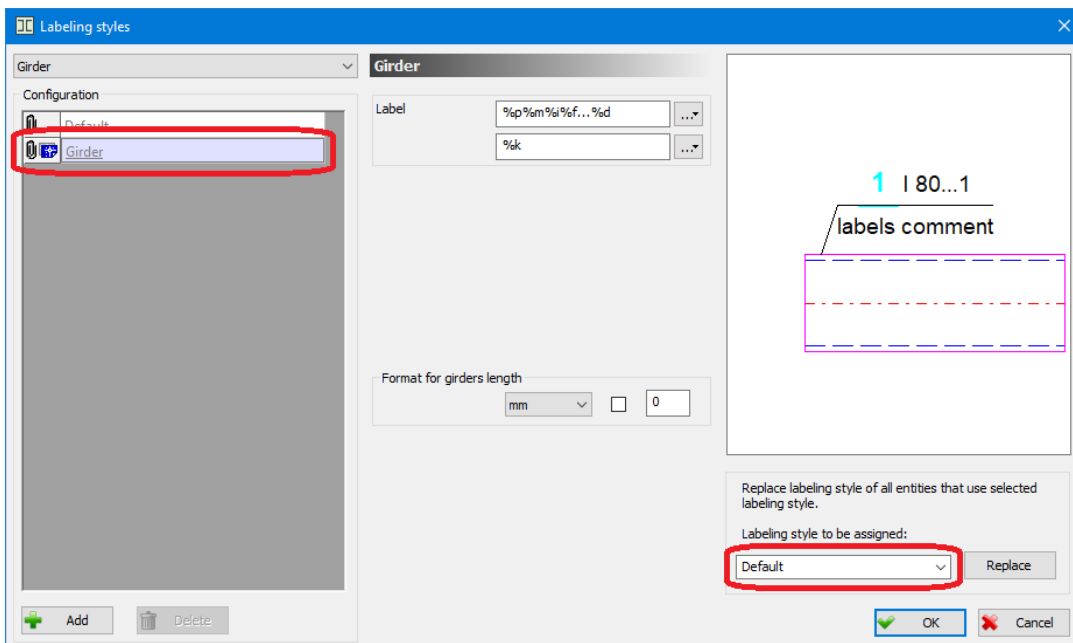 Labeling styles
Girder
Configuration
Default
Girder
Add
Delete
Girder
Label
%p%m%i%f...%d
...
%k
...
Format for girders length
mm
0
1 I 80...1
labels comment
Replace labeling style of all entities that use selected
labeling style.
Labeling style to be assigned:
Default
Replace
OK
Cancel